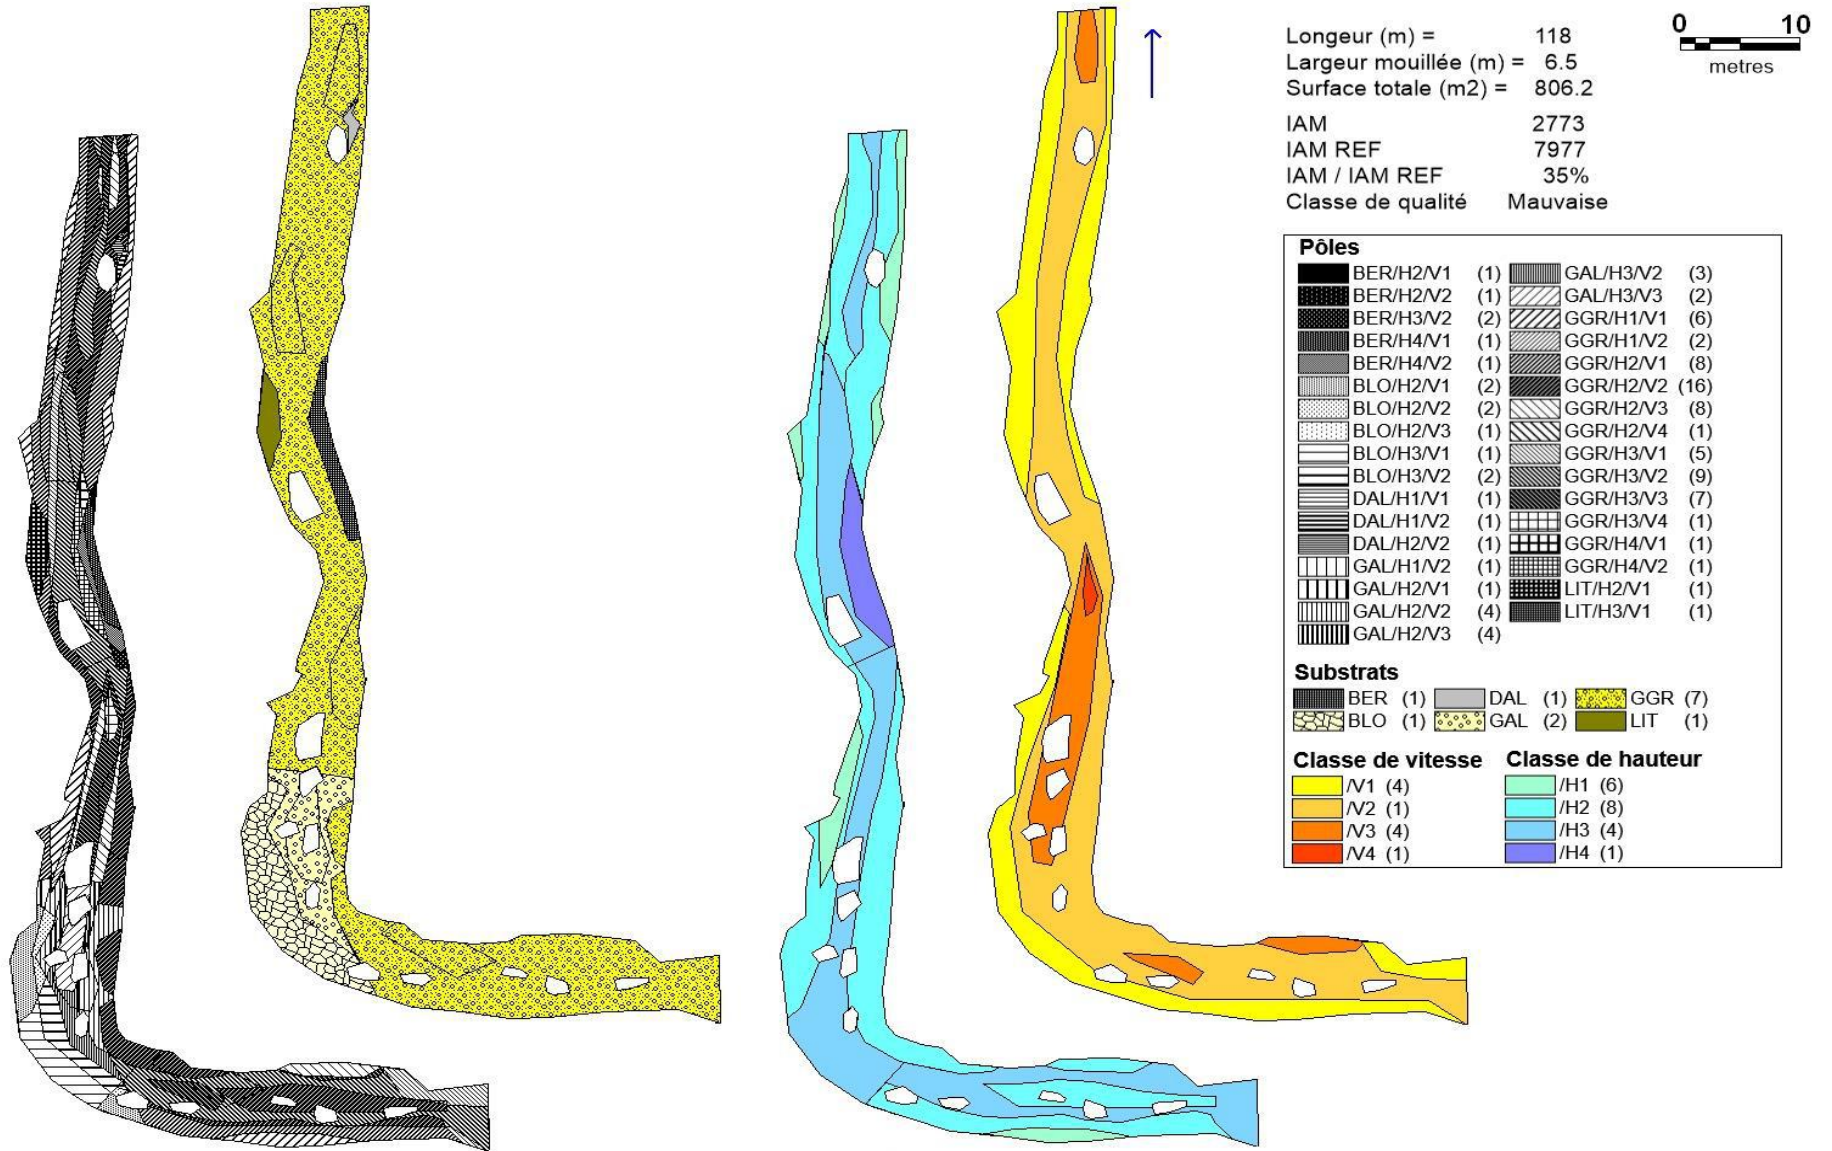 Longeur (m) = 118
Largeur mouillée (m) = 6.5
Surface totale (m2) = 806.2
IAM 2773
IAM REF 7977
IAM / IAM REF 35%
Classe de qualité Mauvaise
0 10
metres
Pôles
BER/H2/V1 (1) GAL/H3/V2 (3)
BER/H2/V2 (1) GAL/H3/V3 (2)
BER/H3/V2 (2) GGR/H1/V1 (6)
BER/H4/V1 (1) GGR/H1/V2 (2)
BER/H4/V2 (1) GGR/H2/V1 (8)
BLO/H2/V1 (2) GGR/H2/V2 (16)
BLO/H2/V2 (2) GGR/H2/V3 (8)
BLO/H2/V3 (1) GGR/H2/V4 (1)
BLO/H3/V1 (1) GGR/H3/V1 (5)
BLO/H3/V2 (2) GGR/H3/V2 (9)
DAL/H1/V1 (1) GGR/H3/V3 (7)
DAL/H1/V2 (1) GGR/H3/V4 (1)
DAL/H2/V2 (1) GGR/H4/V1 (1)
GAL/H1/V2 (1) GGR/H4/V2 (1)
GAL/H2/V1 (1) LIT/H2/V1 (1)
GAL/H2/V2 (4) LIT/H3/V1 (1)
GAL/H2/V3 (4)
Substrats
BER (1) DAL (1) GGR (7)
BLO (1) GAL (2) LIT (1)
Classe de vitesse Classe de hauteur
/V1 (4) /H1 (6)
/V2 (1) /H2 (8)
/V3 (4) /H3 (4)
/V4 (1) /H4 (1)